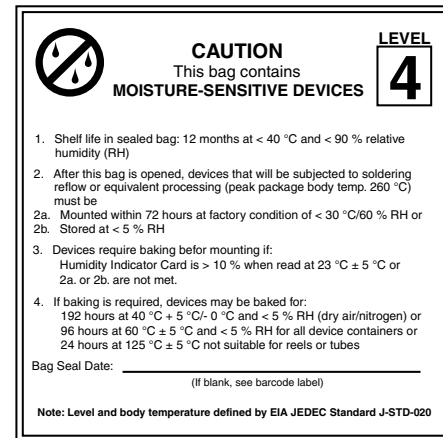 LEVEL
CAUTION
4
This bag contains
MOISTURE-SENSITIVE DEVICES
1. Shelf life in sealed bag: 12 months at < 40 °C and < 90 % relative
humidity (RH)
2. After this bag is opened, devices that will be subjected to soldering
reflow or equivalent processing (peak package body temp. 260 °C)
must be
2a. Mounted within 72 hours at factory condition of < 30 °C/60 % RH or
2b. Stored at < 5 % RH
3. Devices require baking befor mounting if:
Humidity Indicator Card is > 10 % when read at 23 °C ± 5 °C or
2a. or 2b. are not met.
4. If baking is required, devices may be baked for:
192 hours at 40 °C + 5 °C/- 0 °C and < 5 % RH (dry air/nitrogen) or
96 hours at 60 °C ± 5 °C and < 5 % RH for all device containers or
24 hours at 125 °C ± 5 °C not suitable for reels or tubes
Bag Seal Date:
(If blank, see barcode label)
Note: Level and body temperature defined by EIA JEDEC Standard J-STD-020